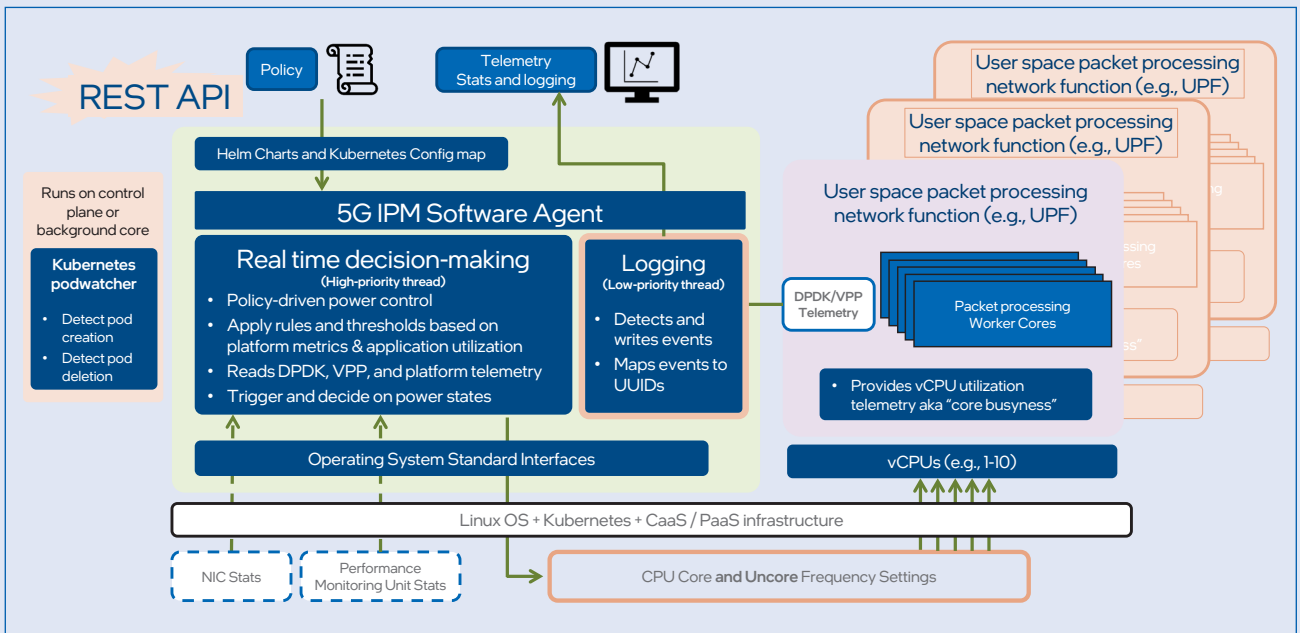 REST API
Policy
Telemetry
Stats and logging
User space packet processing
network function (e.g., UPF)
User space packet processing
network function (e.g., UPF)
User space packet processing
network function (e.g., UPF)
Helm Charts and Kubernetes Config map
Runs on control
plane or
background core
Kubernetes
podwatcher
• Detect pod
creation
• Detect pod
deletion
5G IPM Software Agent
Real time decision-making
(High-priority thread)
• Policy-driven power control
• Apply rules and thresholds based on
platform metrics & application utilization
• Reads DPDK, VPP, and platform telemetry
• Trigger and decide on power states
Logging
(Low-priority thread)
• Detects and
writes events
• Maps events to
UUIDs
DPDK/VPP
Telemetry
Packet processing
Worker Cores
• Provides vCPU utilization
telemetry aka “core busyness”
Operating System Standard Interfaces
vCPUs (e.g., 1-10)
Linux OS + Kubernetes + CaaS / PaaS infrastructure
NIC Stats
Performance
Monitoring Unit Stats
CPU Core and Uncore Frequency Settings